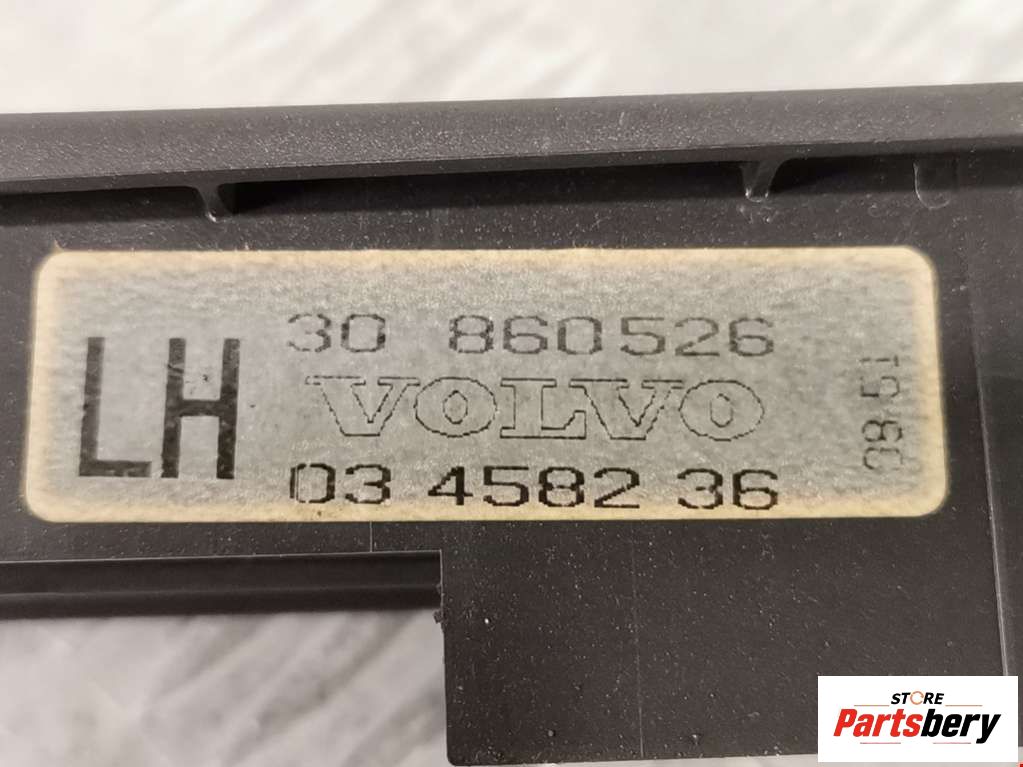 LH
30 860526
VOLVO
03 4582 36
38/51
STORE
Partsbery